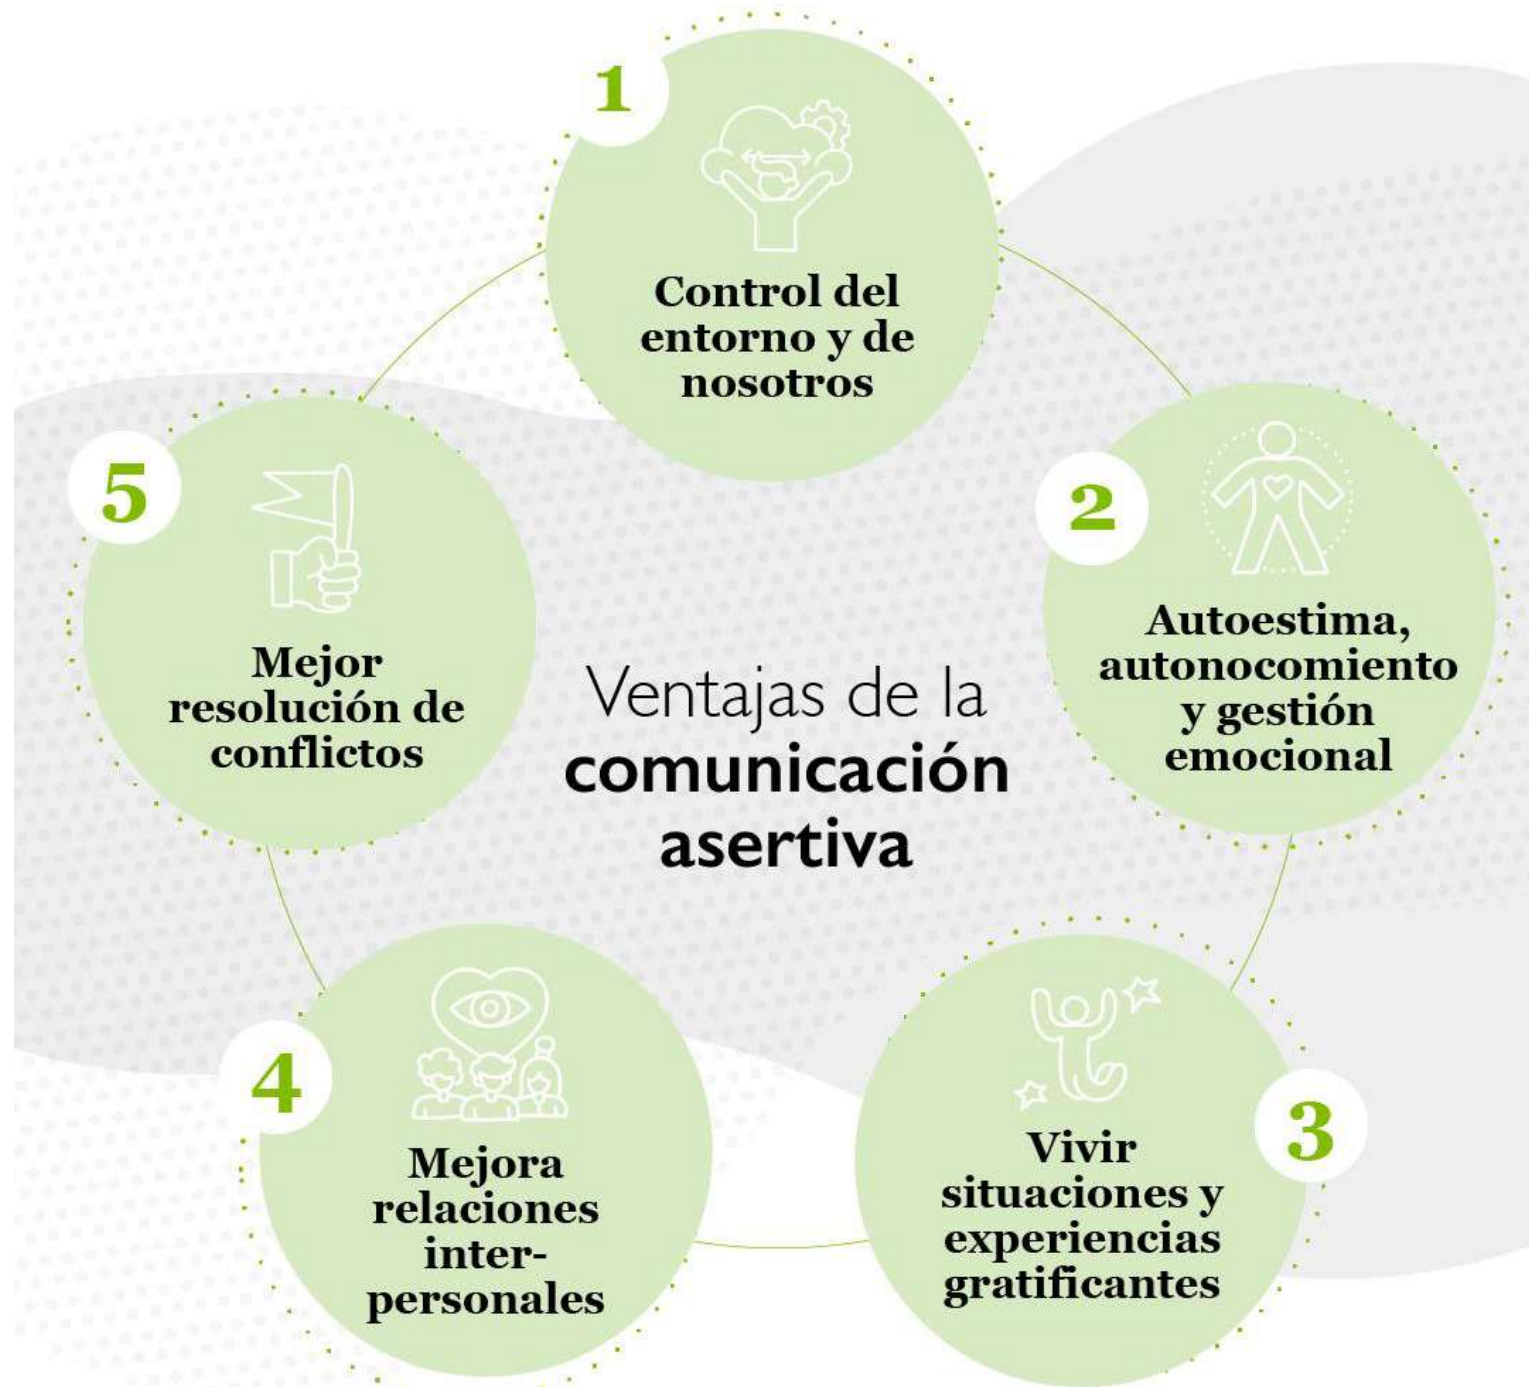 Ventajas de la
comunicación
asertiva
1
Control del
entorno y de
nosotros
2
Autoestima,
autonocomiento
y gestión
emocional
3
Vivir
situaciones y
experiencias
gratificantes
4
Mejora
relaciones
inter-
personales
5
Mejor
resolución de
conflictos